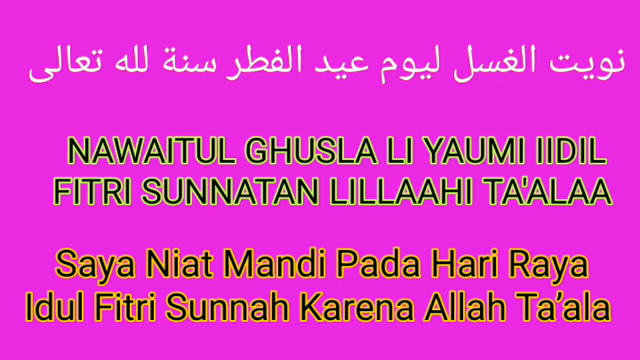 نويت الغسل ليوم عيد الفطر سنة لله تعالى
NAWAITUL GHUSLA LI YAUMI IIDIL
FITRI SUNNATAN LILLAAHI TA'ALAA
Saya Niat Mandi Pada Hari Raya
Idul Fitri Sunnah Karena Allah Ta’ala